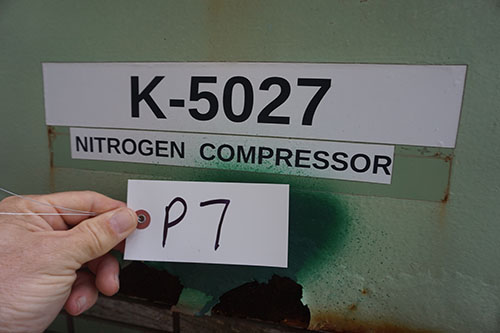 K-5027
NITROGEN COMPRESSOR
P7